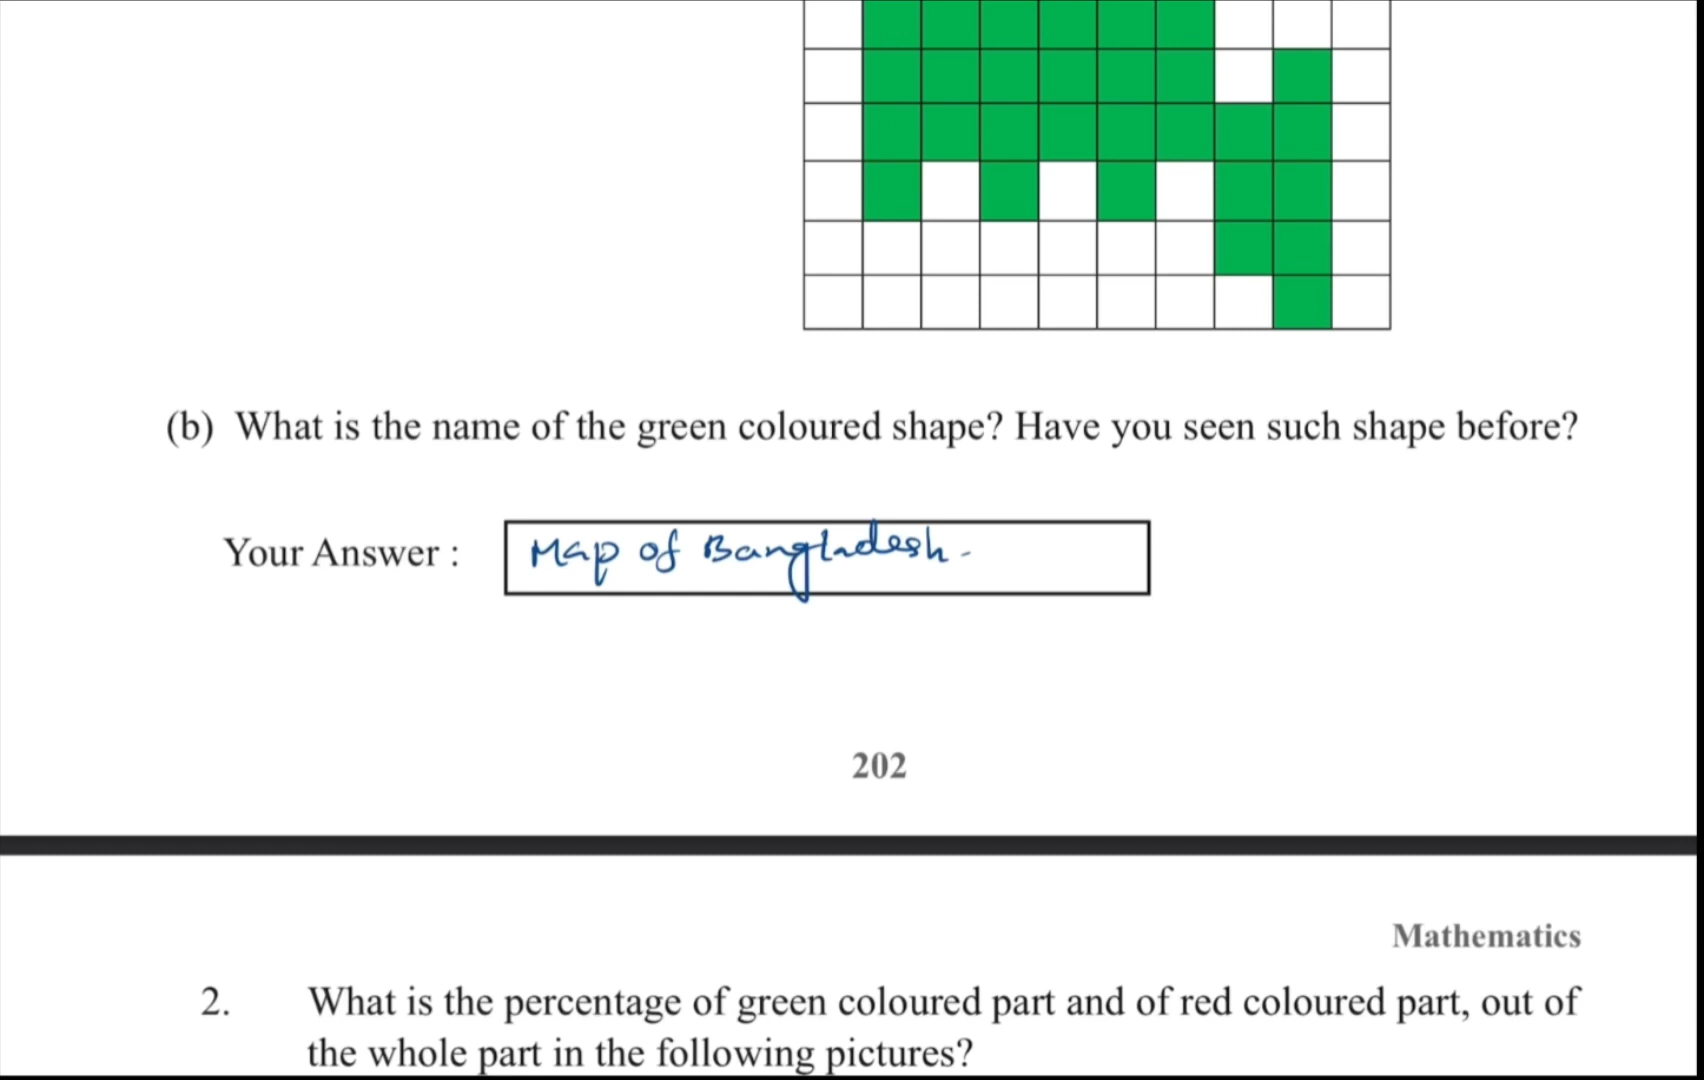 (b) What is the name of the green coloured shape? Have you seen such shape before?
Your Answer : Map of Bangladesh -
202
Mathematics
2. What is the percentage of green coloured part and of red coloured part, out of
the whole part in the following pictures?